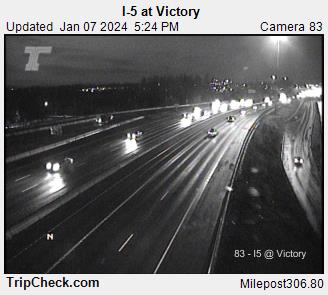 I-5 at Victory
Updated Jan 07 2024 5:24 PM Camera 83
T
N
83 - I5 @ Victory
TripCheck.com Milepost306.80